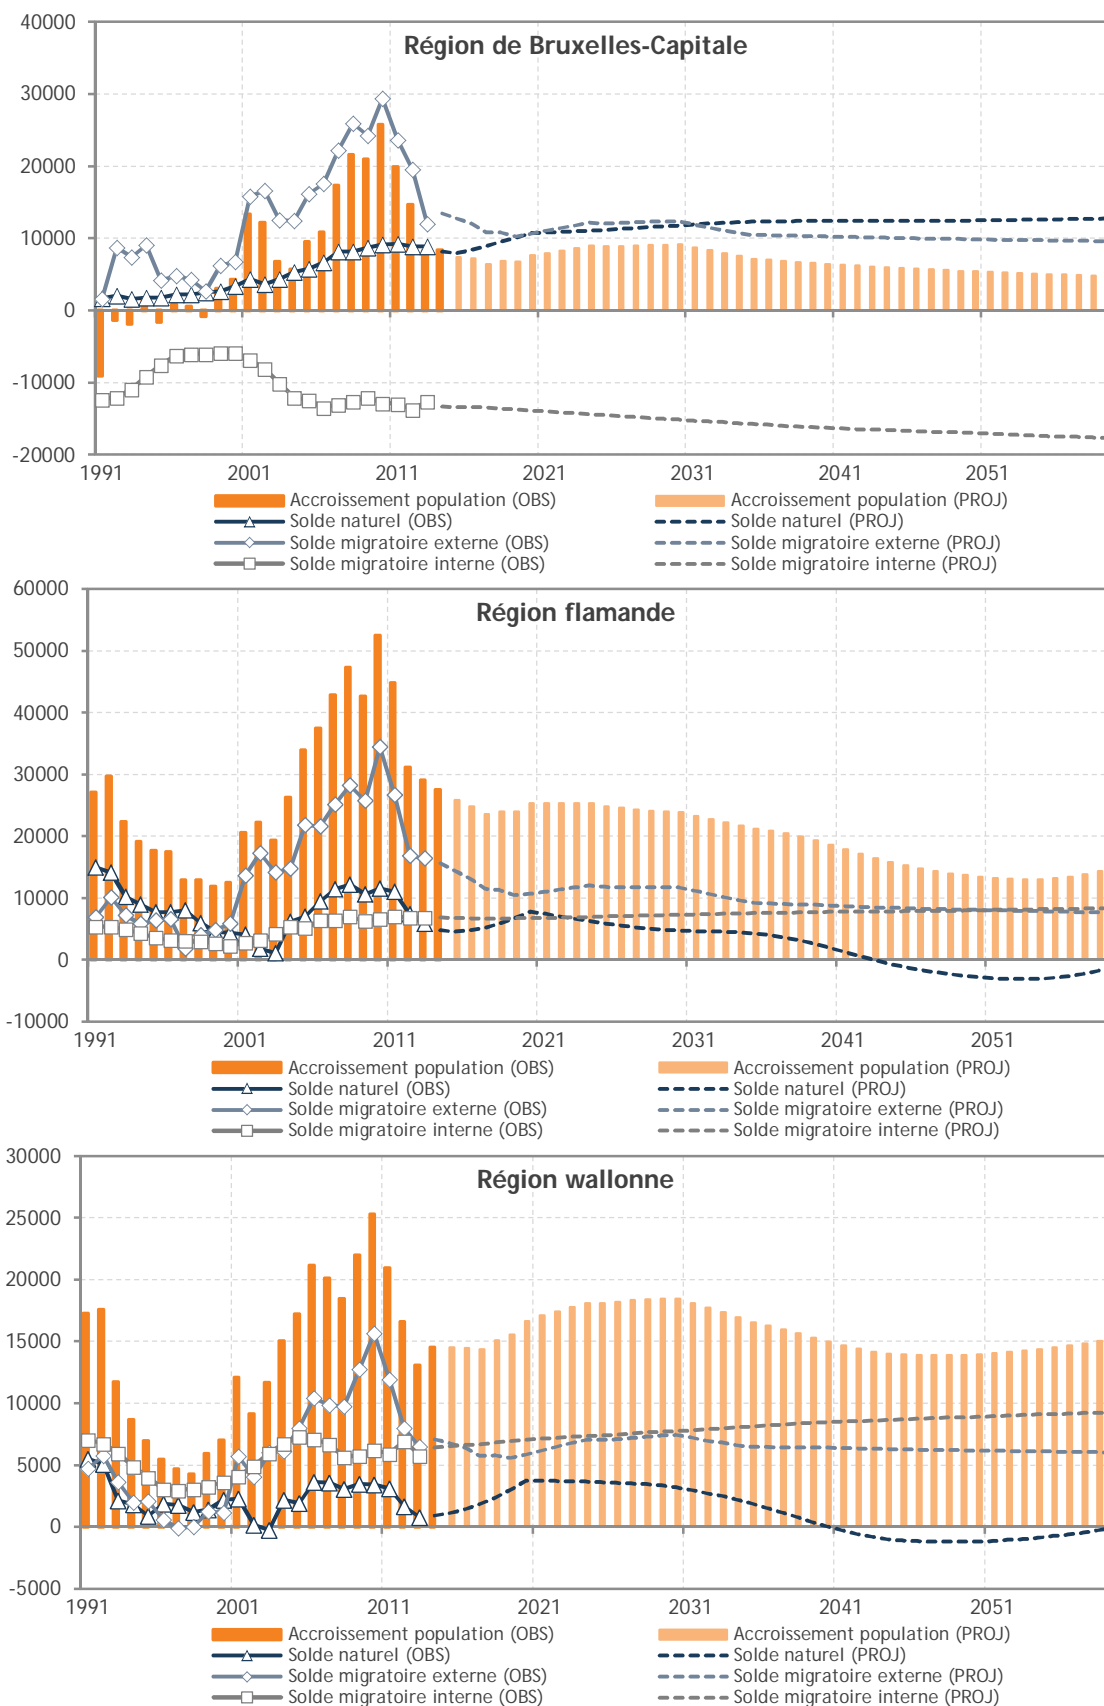 40000
Région de Bruxelles-Capitale
30000
20000
10000
0
-10000
-20000
1991 2001 2011 2021 2031 2041 2051
Accroissement population (OBS) Accroissement population (PROJ)
Solde naturel (OBS) Solde naturel (PROJ)
Solde migratoire externe (OBS) Solde migratoire externe (PROJ)
Solde migratoire interne (OBS) Solde migratoire interne (PROJ)
60000
Région flamande
50000
40000
30000
20000
10000
0
-10000
1991 2001 2011 2021 2031 2041 2051
Accroissement population (OBS) Accroissement population (PROJ)
Solde naturel (OBS) Solde naturel (PROJ)
Solde migratoire externe (OBS) Solde migratoire externe (PROJ)
Solde migratoire interne (OBS) Solde migratoire interne (PROJ)
30000
Région wallonne
25000
20000
15000
10000
5000
0
-5000
1991 2001 2011 2021 2031 2041 2051
Accroissement population (OBS) Accroissement population (PROJ)
Solde naturel (OBS) Solde naturel (PROJ)
Solde migratoire externe (OBS) Solde migratoire externe (PROJ)
Solde migratoire interne (OBS) Solde migratoire interne (PROJ)